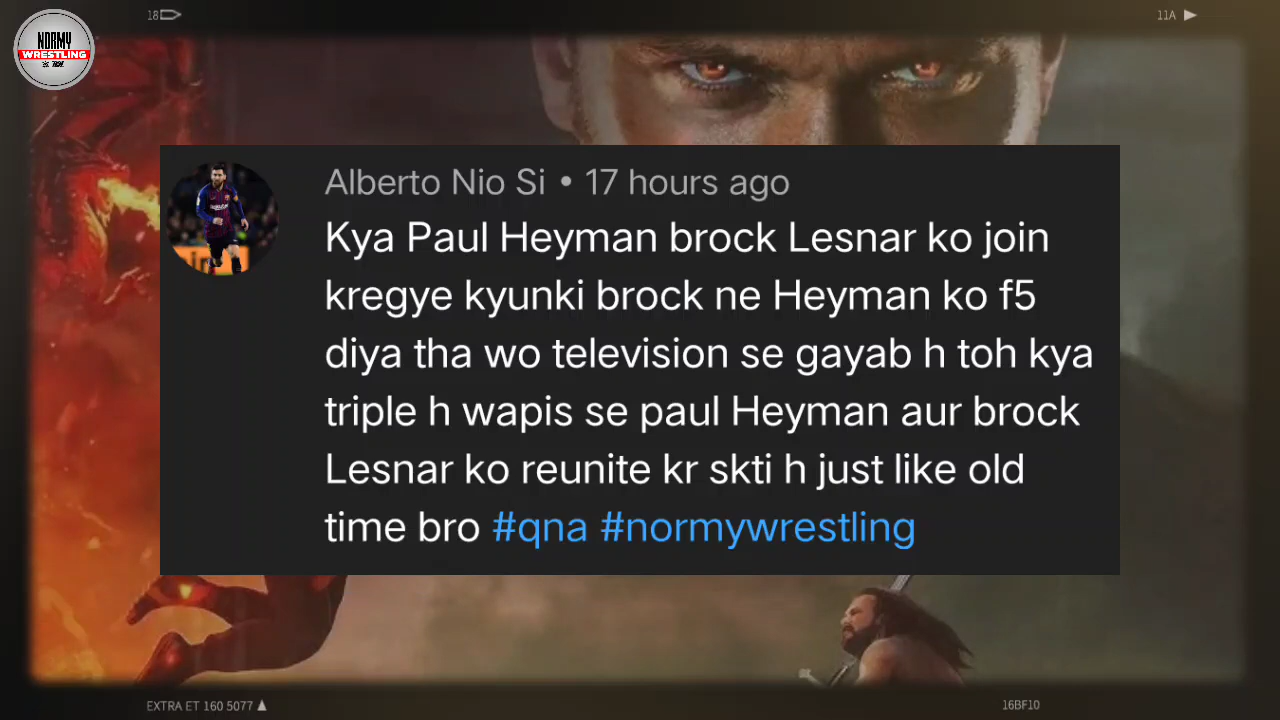 18
11A
NORMY
WRESTLING
Alberto Nio Si • 17 hours ago
Kya Paul Heyman brock Lesnar ko join
kregye kyunki brock ne Heyman ko f5
diya tha wo television se gayab h toh kya
triple h wapis se paul Heyman aur brock
Lesnar ko reunite kr skti h just like old
time bro #qna #normywrestling
EXTRA ET 160 5077
16BF10